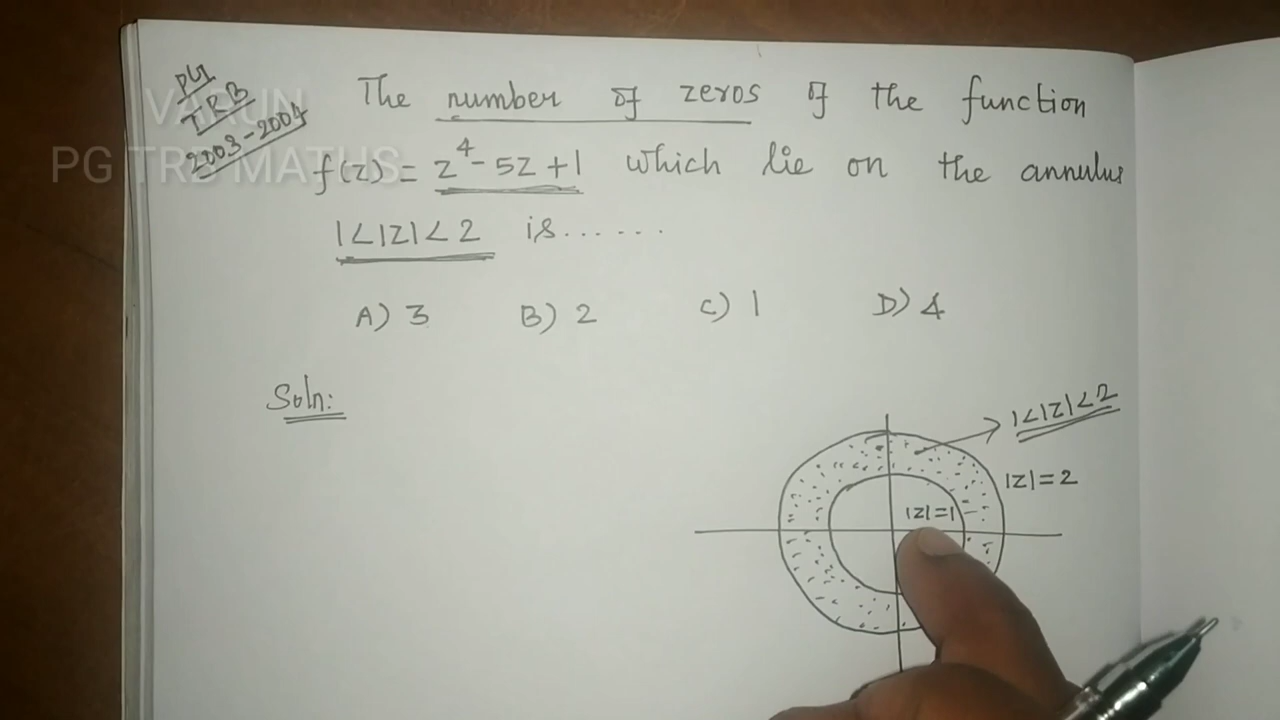 PG
TRB
2003-2004
VARUN
PG TRB MATHS
The number of zeros of the function
f(z) = z⁴-5z+1 which lie on the annulus
1<|z|<2 is......
A) 3 B) 2 C) 1 D) 4
Soln:
1<|z|<2
|z|=2
|z|=1